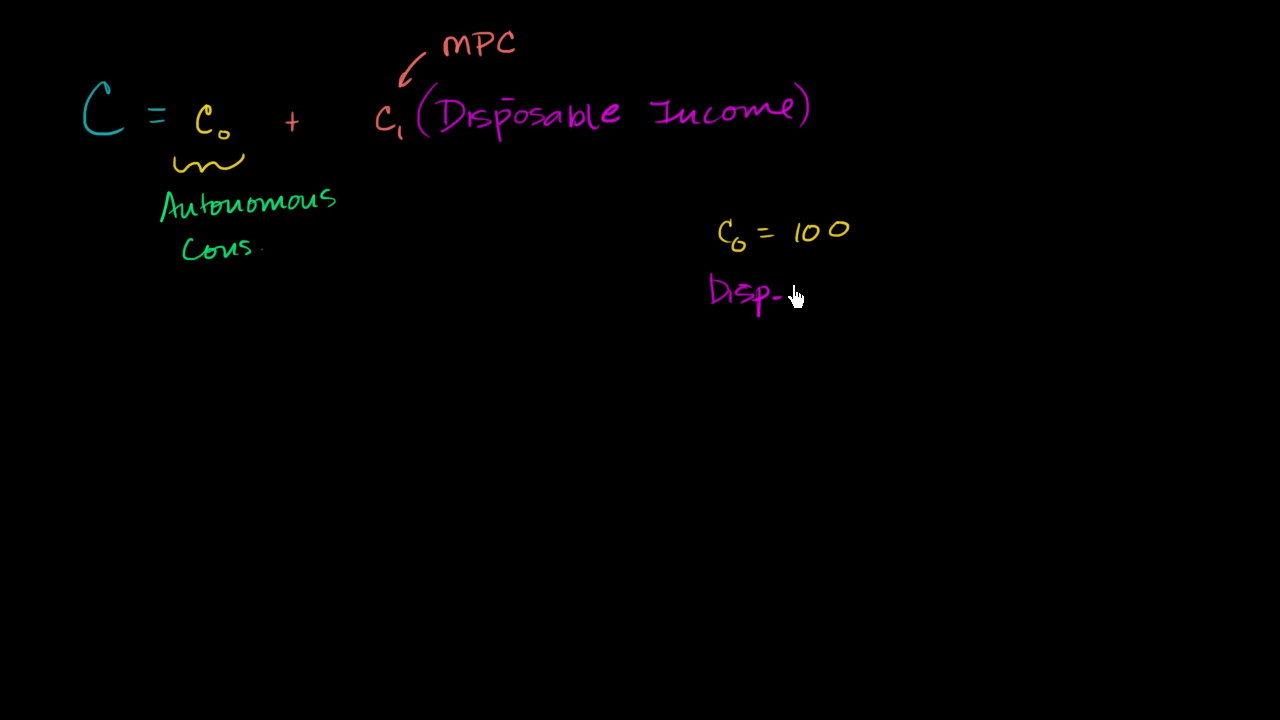 MPC
C = C₀ + C₁ (Disposable Income)
Autonomous
Cons.
C₀ = 100
Disp.